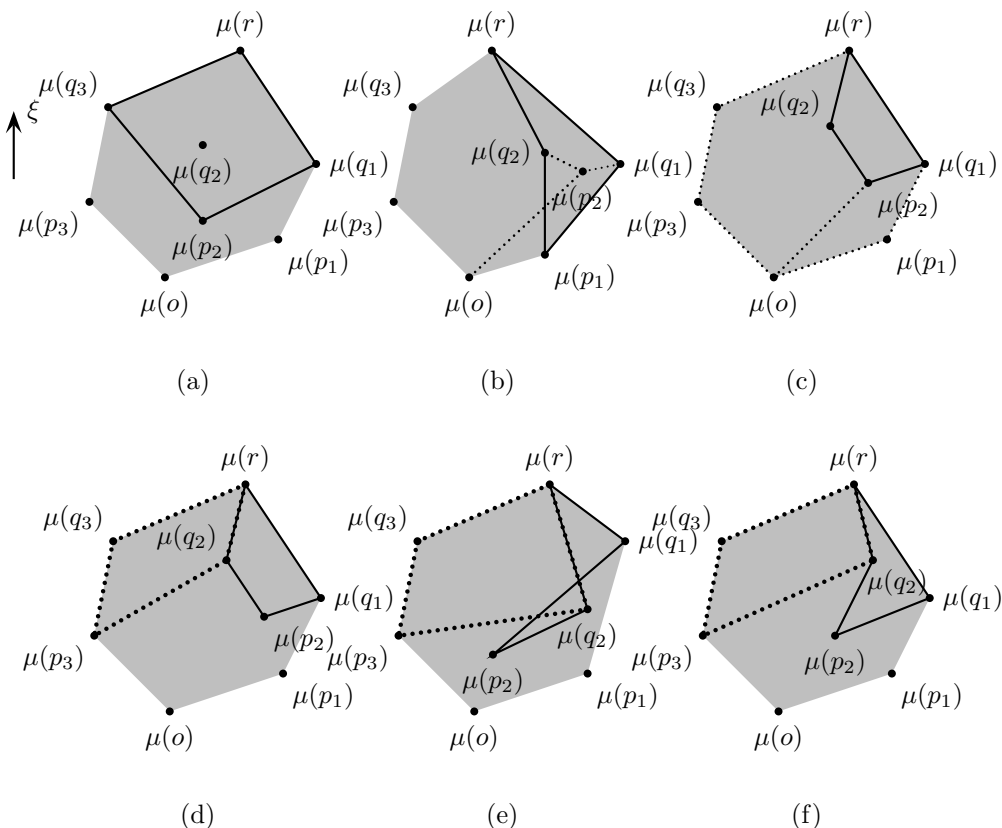 μ(r) μ(r) μ(r)
μ(q₃) μ(q₃) μ(q₃)
ξ
μ(q₂) μ(q₂) μ(q₂)
μ(q₁) μ(q₁) μ(q₁)
μ(p₃) μ(p₃) μ(p₃)
μ(p₂) μ(p₂) μ(p₂)
μ(p₁) μ(p₁) μ(p₁)
μ(o) μ(o) μ(o)
(a) (b) (c)
μ(r) μ(r) μ(r)
μ(q₃) μ(q₃) μ(q₃)
μ(q₂) μ(q₁) μ(q₂)
μ(q₁) μ(q₂) μ(q₁)
μ(p₃) μ(p₂) μ(p₃) μ(p₂) μ(p₃) μ(p₂)
μ(p₁) μ(p₁) μ(p₁)
μ(o) μ(o) μ(o)
(d) (e) (f)